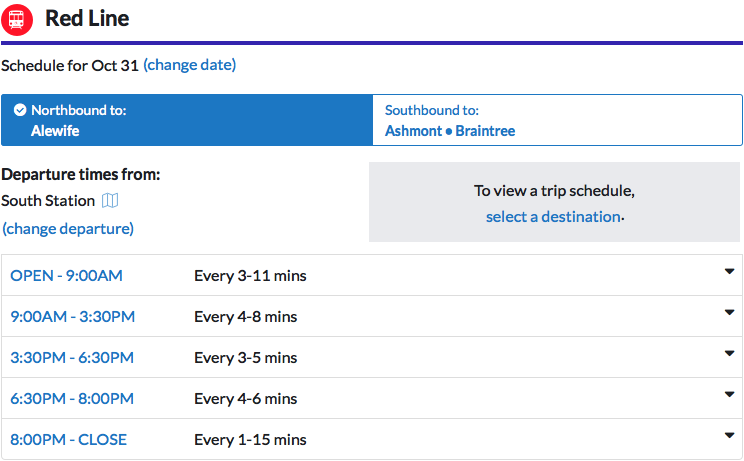 Red Line
Schedule for Oct 31 (change date)
Northbound to:
Alewife
Southbound to:
Ashmont • Braintree
Departure times from:
South Station
(change departure)
To view a trip schedule,
select a destination.
OPEN - 9:00AM Every 3-11 mins
9:00AM - 3:30PM Every 4-8 mins
3:30PM - 6:30PM Every 3-5 mins
6:30PM - 8:00PM Every 4-6 mins
8:00PM - CLOSE Every 1-15 mins